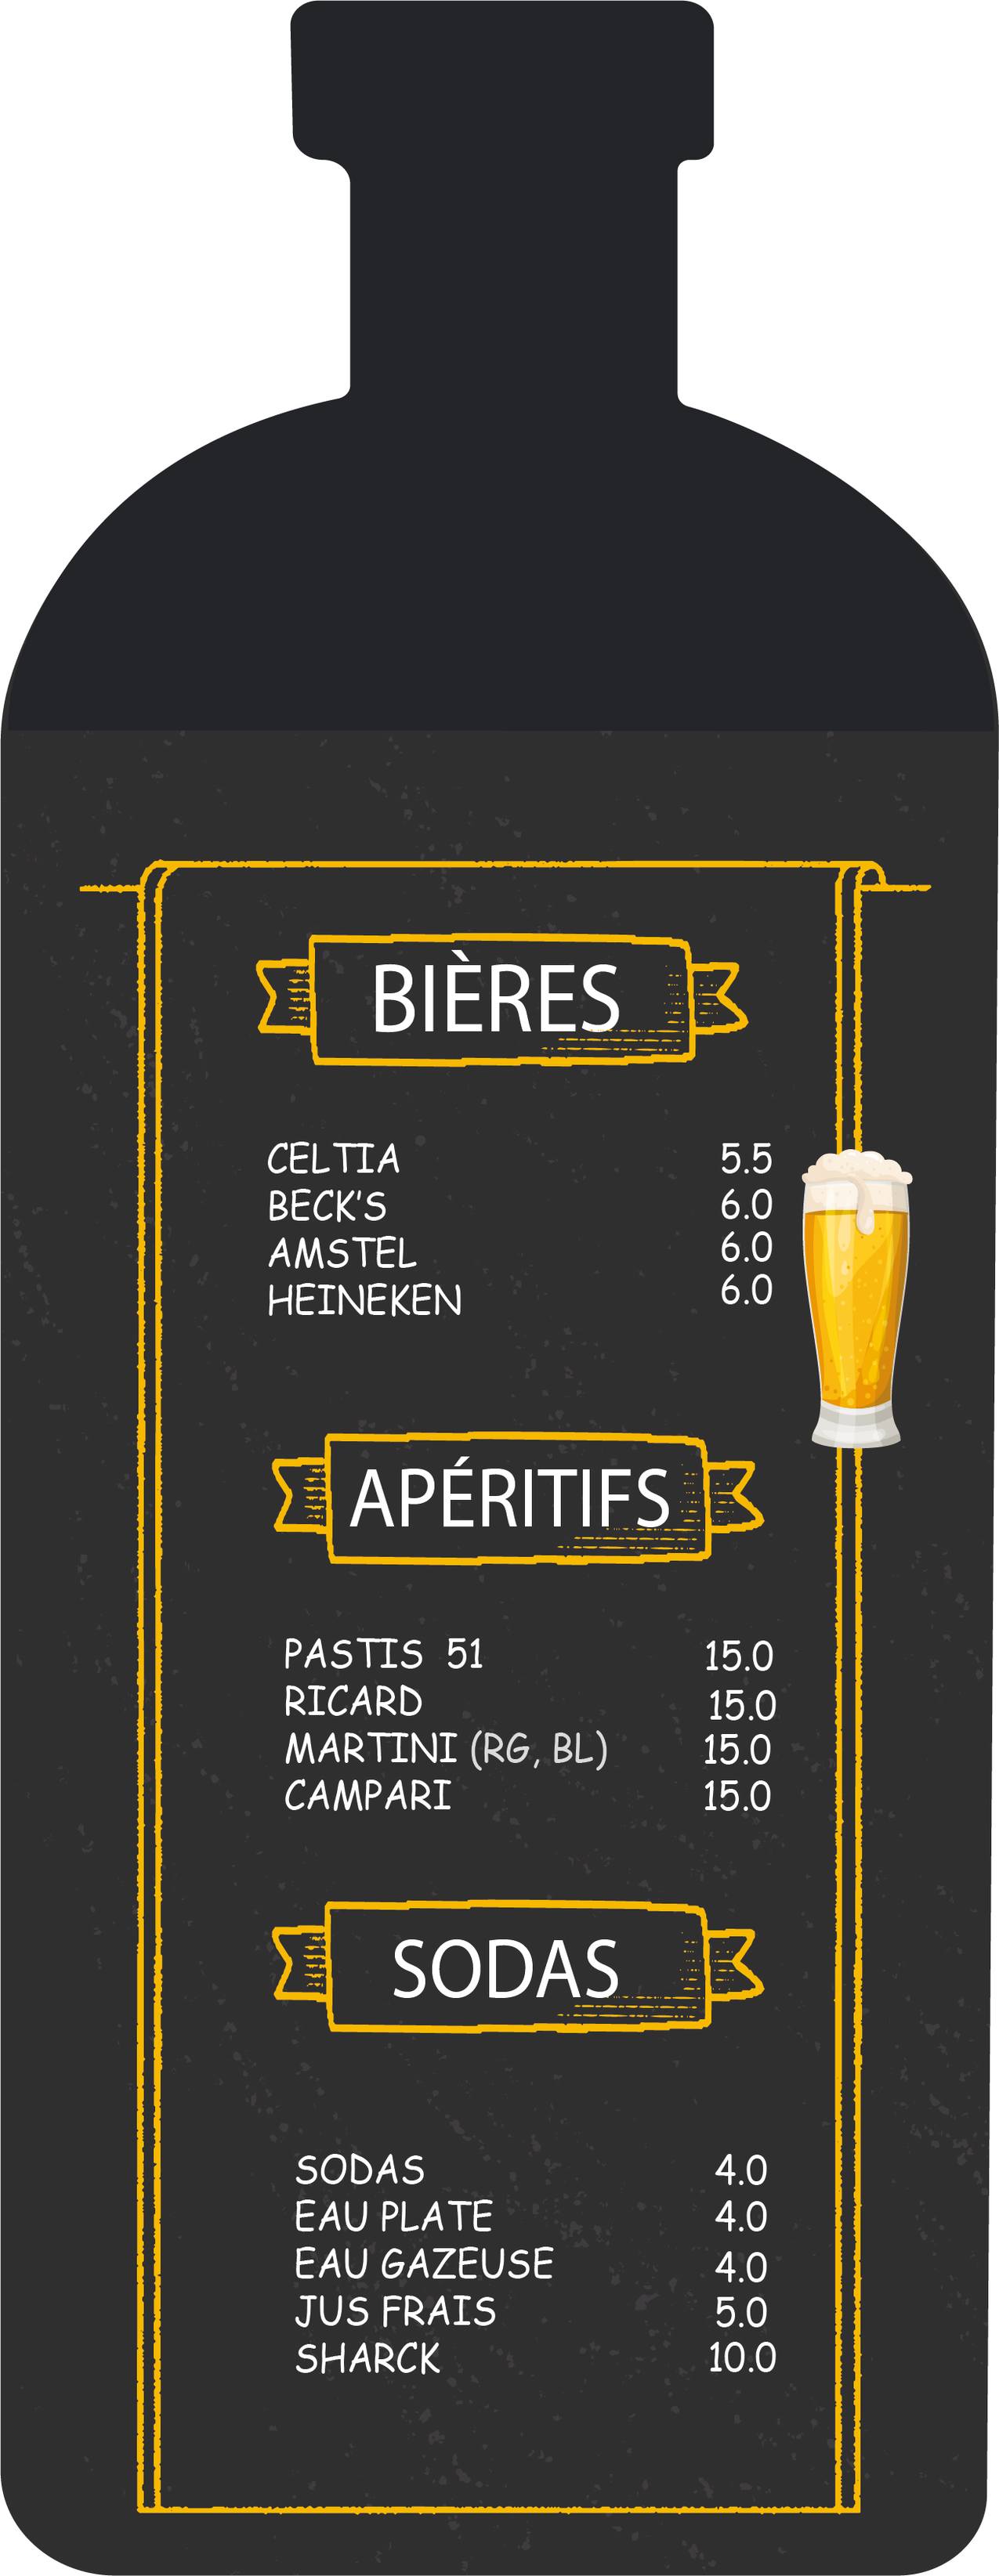 BIÈRES
CELTIA 5.5
BECK'S 6.0
AMSTEL 6.0
HEINEKEN 6.0
APÉRITIFS
PASTIS 51 15.0
RICARD 15.0
MARTINI (RG, BL) 15.0
CAMPARI 15.0
SODAS
SODAS 4.0
EAU PLATE 4.0
EAU GAZEUSE 4.0
JUS FRAIS 5.0
SHARCK 10.0